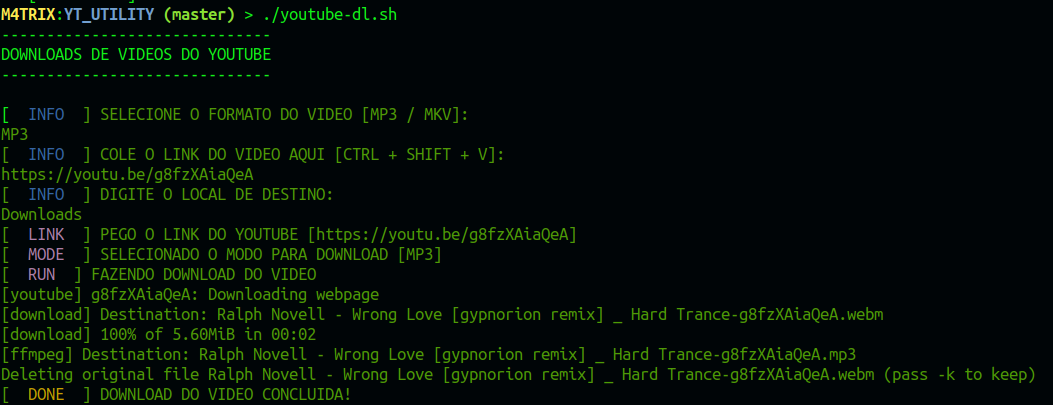 M4TRIX:YT_UTILITY (master) > ./youtube-dl.sh
------------------------------
DOWNLOADS DE VIDEOS DO YOUTUBE
------------------------------
[  INFO  ] SELECIONE O FORMATO DO VIDEO [MP3 / MKV]:
MP3
[  INFO  ] COLE O LINK DO VIDEO AQUI [CTRL + SHIFT + V]:
https://youtu.be/g8fzXAiaQeA
[  INFO  ] DIGITE O LOCAL DE DESTINO:
Downloads
[  LINK  ] PEGO O LINK DO YOUTUBE [https://youtu.be/g8fzXAiaQeA]
[  MODE  ] SELECIONADO O MODO PARA DOWNLOAD [MP3]
[  RUN  ] FAZENDO DOWNLOAD DO VIDEO
[youtube] g8fzXAiaQeA: Downloading webpage
[download] Destination: Ralph Novell - Wrong Love [gypnorion remix] _ Hard Trance-g8fzXAiaQeA.webm
[download] 100% of 5.60MiB in 00:02
[ffmpeg] Destination: Ralph Novell - Wrong Love [gypnorion remix] _ Hard Trance-g8fzXAiaQeA.mp3
Deleting original file Ralph Novell - Wrong Love [gypnorion remix] _ Hard Trance-g8fzXAiaQeA.webm (pass -k to keep)
[  DONE  ] DOWNLOAD DO VIDEO CONCLUIDA!